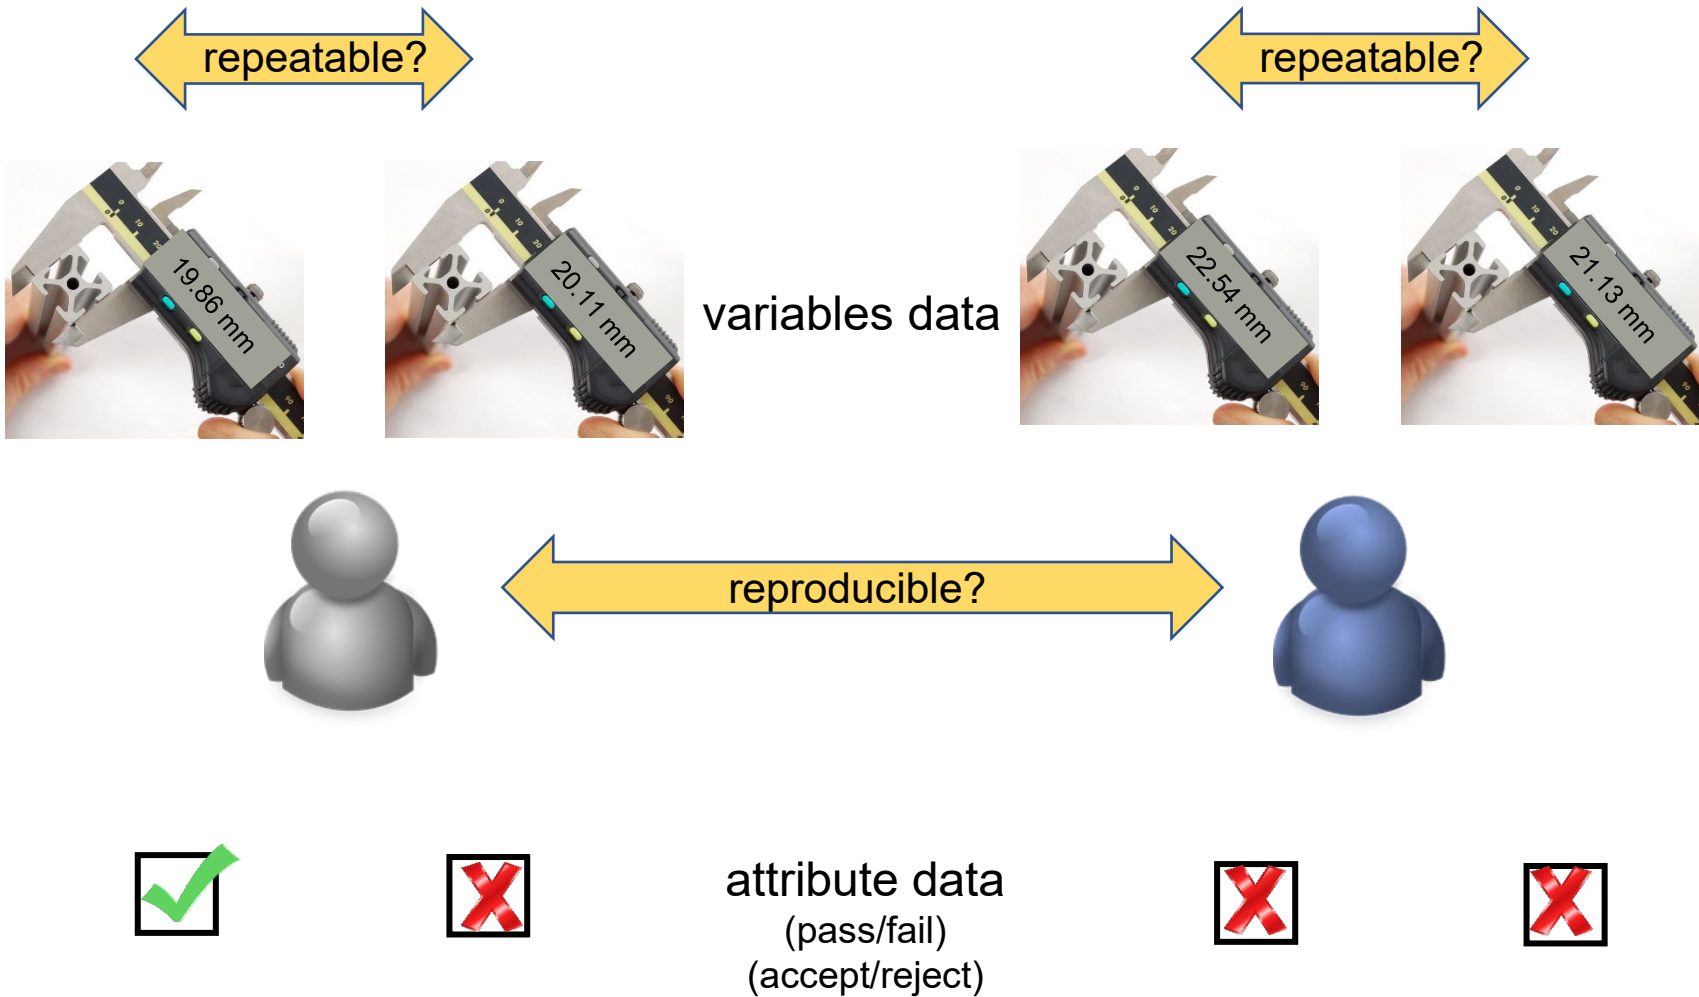 repeatable?
repeatable?
19.86 mm
20.11 mm
variables data
22.54 mm
21.13 mm
reproducible?
attribute data
(pass/fail)
(accept/reject)